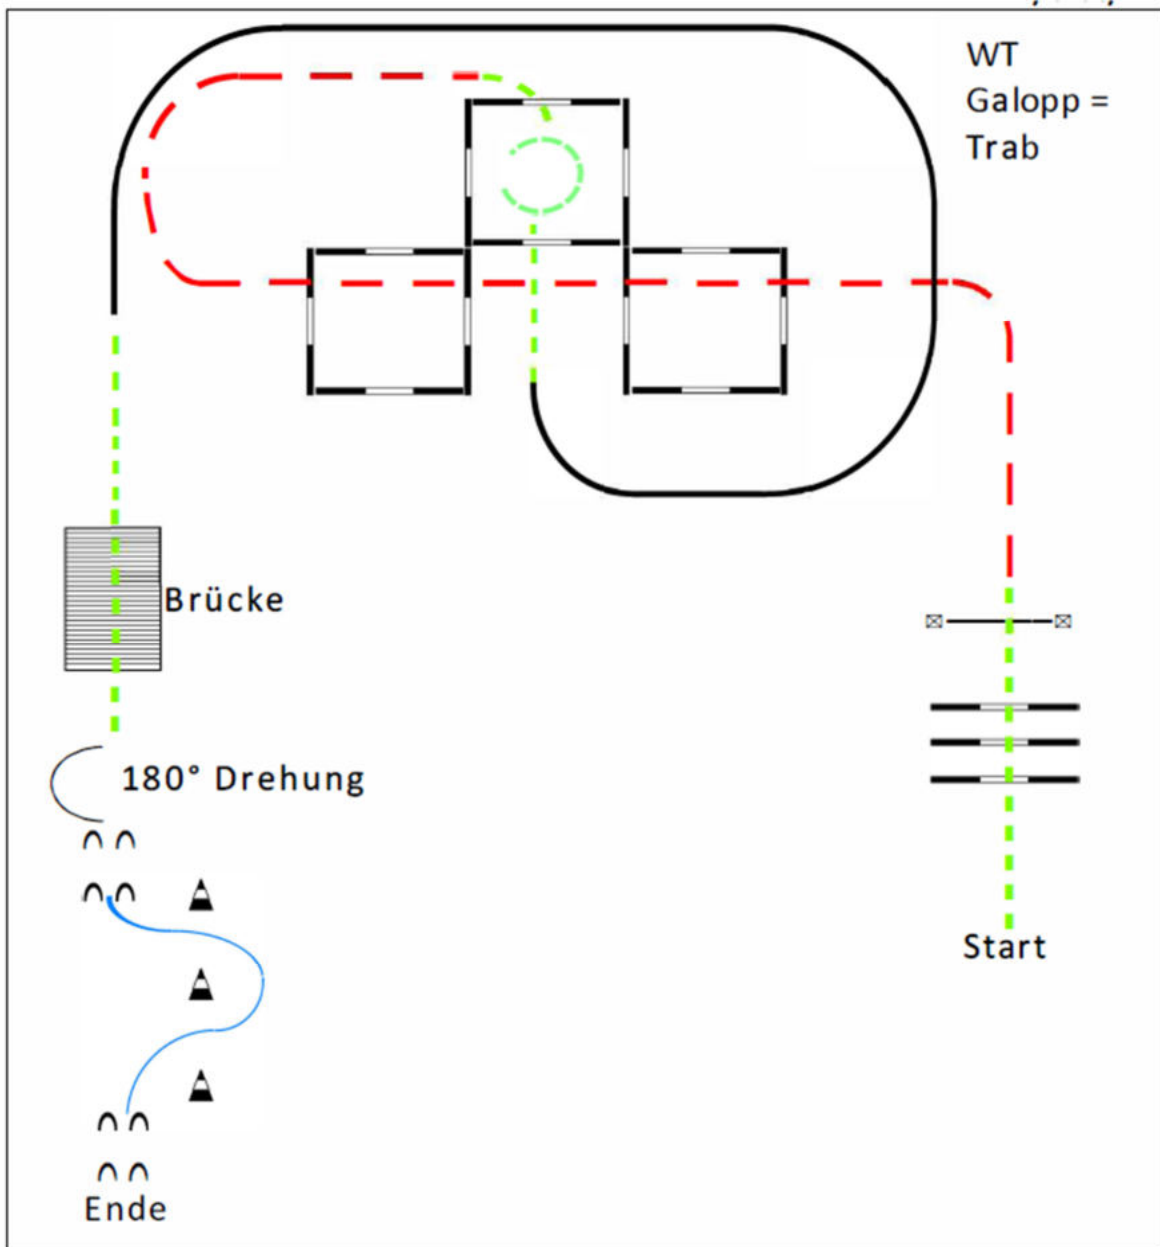 WT
Galopp =
Trab
Brücke
180° Drehung
Start
Ende